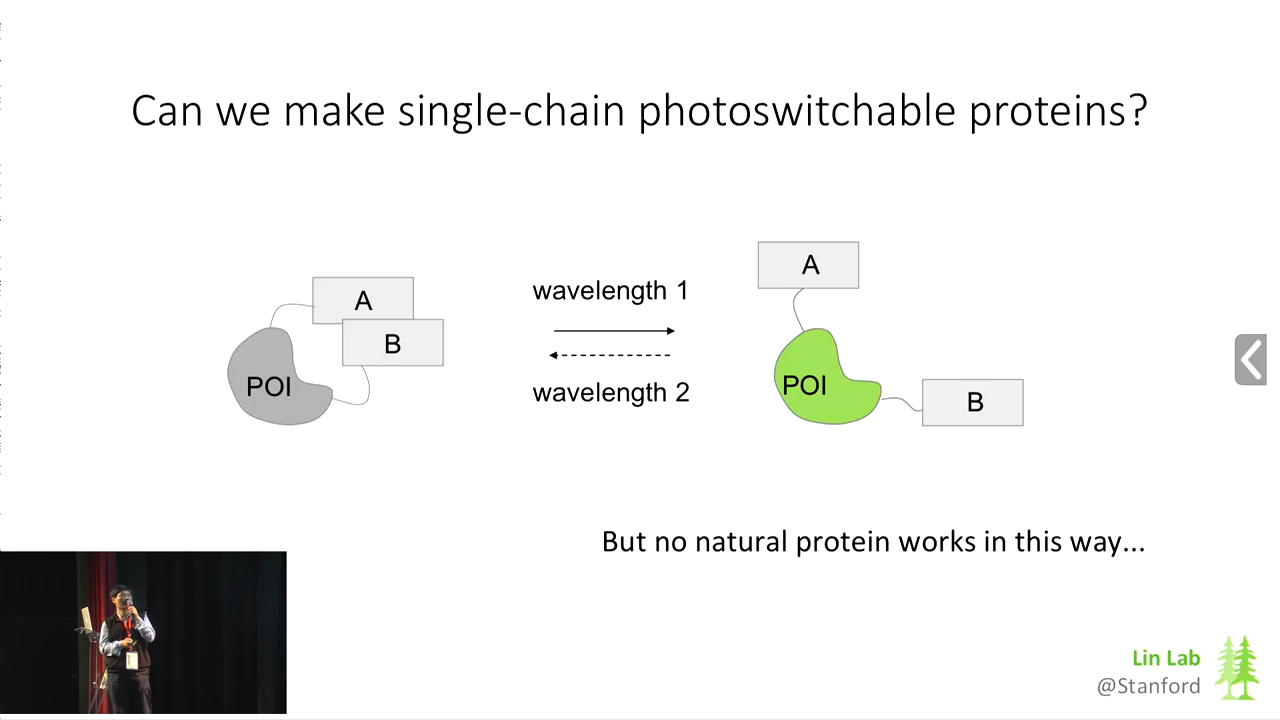 Can we make single-chain photoswitchable proteins?
A
B
POI
wavelength 1
wavelength 2
A
POI
B
But no natural protein works in this way...
Lin Lab
@Stanford